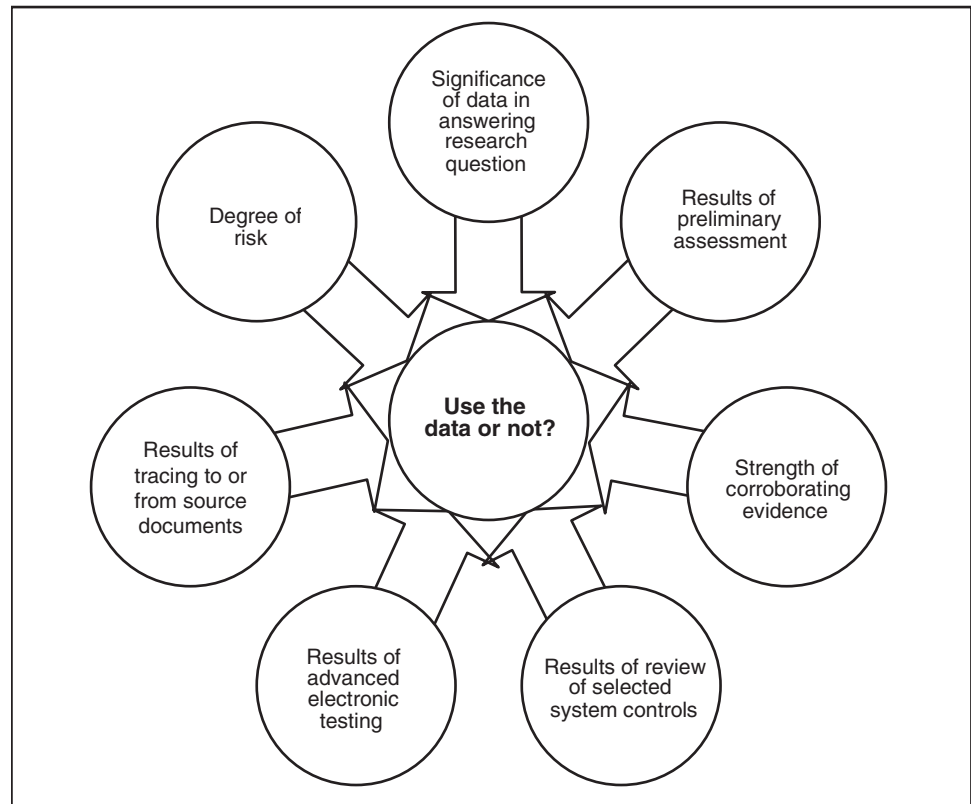 Significance
of data in
answering
research
question
Results of
preliminary
assessment
Degree of
risk
Use the
data or not?
Strength of
corroborating
evidence
Results of
tracing to or
from source
documents
Results of
advanced
electronic
testing
Results of review
of selected
system controls